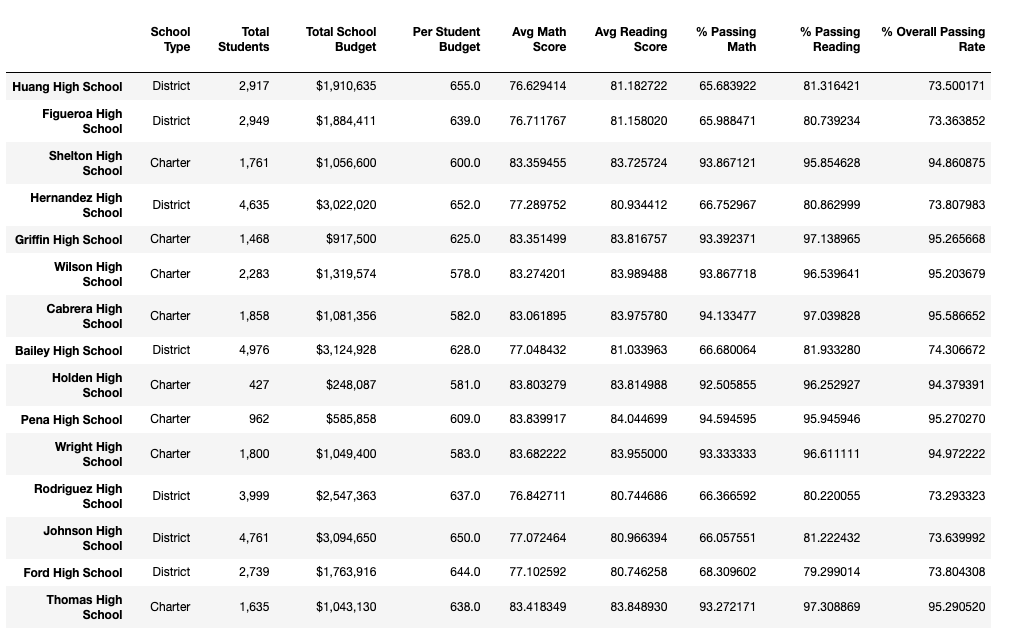 School Type Total Students Total School Budget Per Student Budget Avg Math Score Avg Reading Score % Passing Math % Passing Reading % Overall Passing Rate
Huang High School District 2,917 $1,910,635 655.0 76.629414 81.182722 65.683922 81.316421 73.500171
Figueroa High School District 2,949 $1,884,411 639.0 76.711767 81.158020 65.988471 80.739234 73.363852
Shelton High School Charter 1,761 $1,056,600 600.0 83.359455 83.725724 93.867121 95.854628 94.860875
Hernandez High School District 4,635 $3,022,020 652.0 77.289752 80.934412 66.752967 80.862999 73.807983
Griffin High School Charter 1,468 $917,500 625.0 83.351499 83.816757 93.392371 97.138965 95.265668
Wilson High School Charter 2,283 $1,319,574 578.0 83.274201 83.989488 93.867718 96.539641 95.203679
Cabrera High School Charter 1,858 $1,081,356 582.0 83.061895 83.975780 94.133477 97.039828 95.586652
Bailey High School District 4,976 $3,124,928 628.0 77.048432 81.033963 66.680064 81.933280 74.306672
Holden High School Charter 427 $248,087 581.0 83.803279 83.814988 92.505855 96.252927 94.379391
Pena High School Charter 962 $585,858 609.0 83.839917 84.044699 94.594595 95.945946 95.270270
Wright High School Charter 1,800 $1,049,400 583.0 83.682222 83.955000 93.333333 96.611111 94.972222
Rodriguez High School District 3,999 $2,547,363 637.0 76.842711 80.744686 66.366592 80.220055 73.293323
Johnson High School District 4,761 $3,094,650 650.0 77.072464 80.966394 66.057551 81.222432 73.639992
Ford High School District 2,739 $1,763,916 644.0 77.102592 80.746258 68.309602 79.299014 73.804308
Thomas High School Charter 1,635 $1,043,130 638.0 83.418349 83.848930 93.272171 97.308869 95.290520